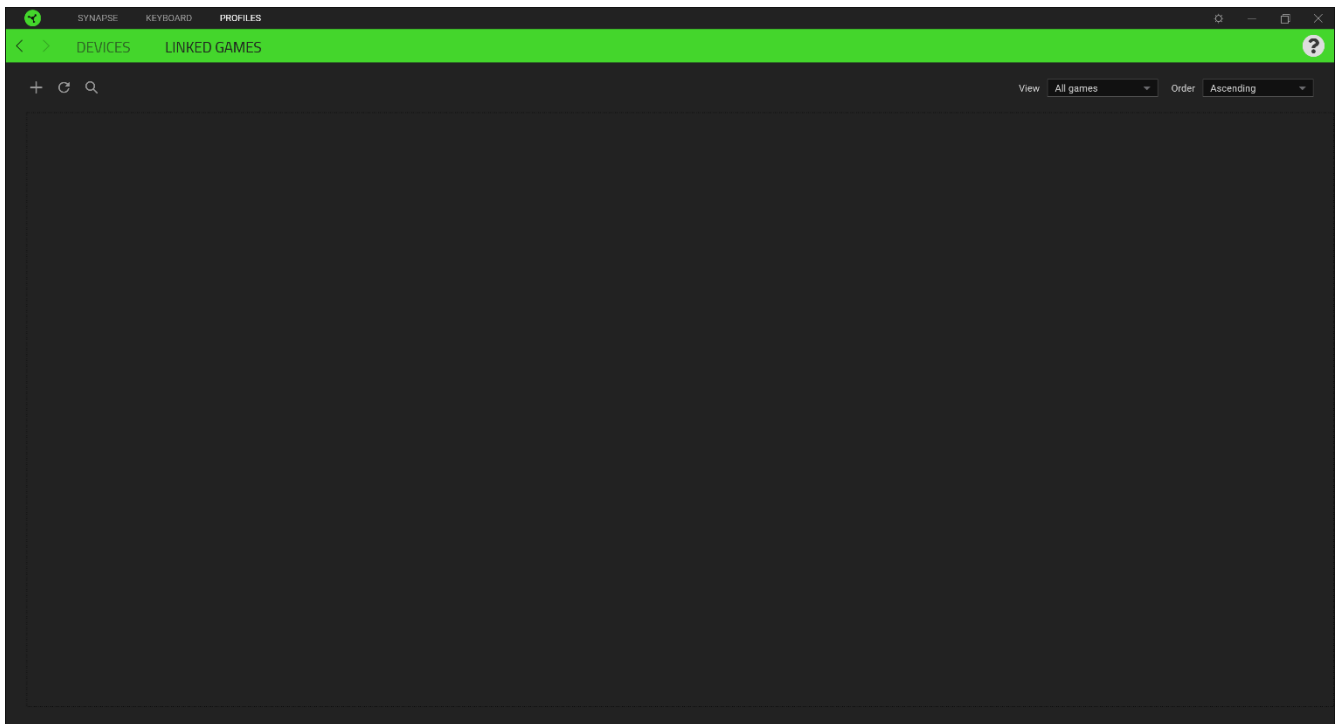 SYNAPSE KEYBOARD PROFILES
DEVICES LINKED GAMES ?
View All games Order Ascending